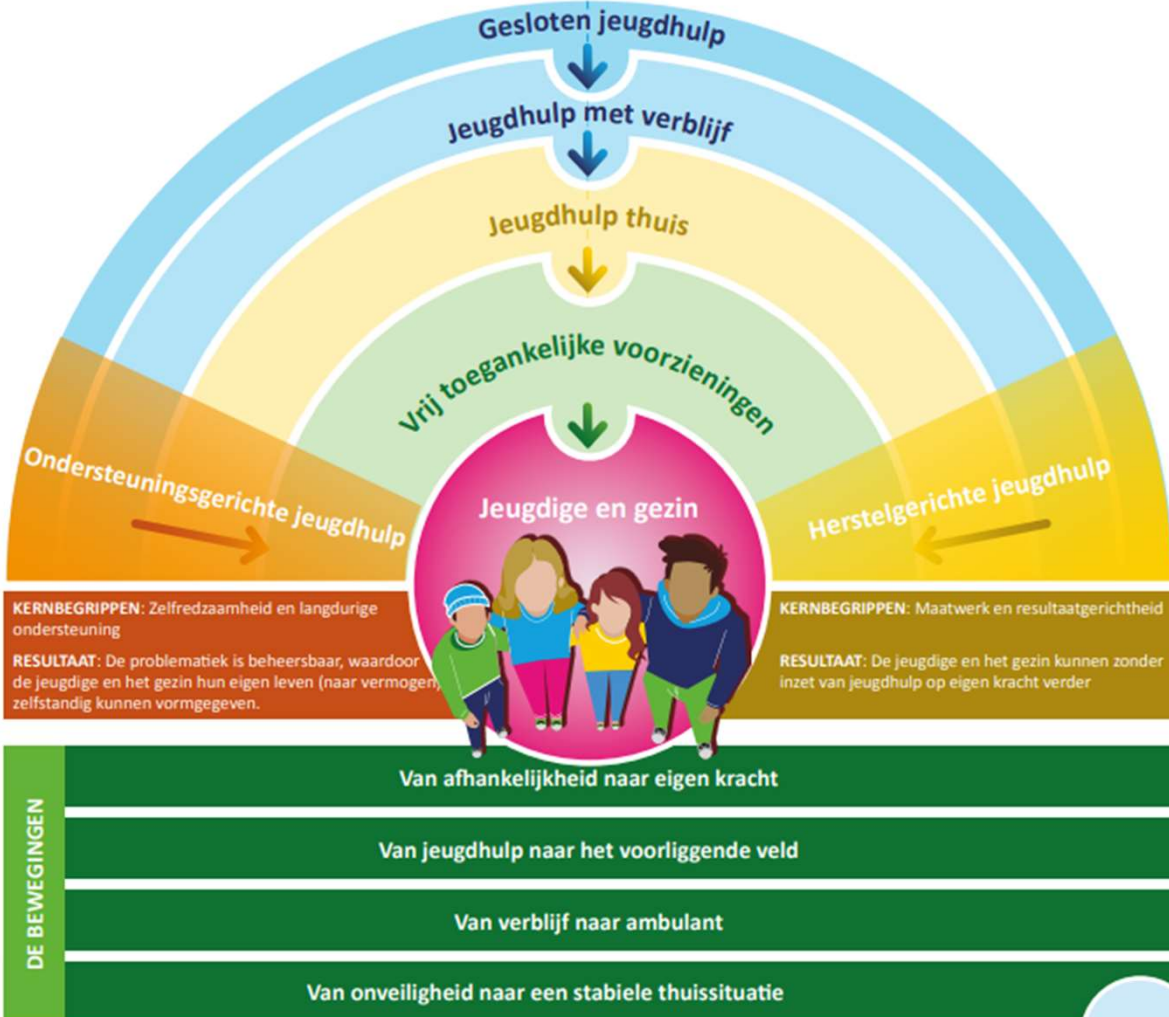 Gesloten jeugdhulp
Jeugdhulp met verblijf
Jeugdhulp thuis
Vrij toegankelijke voorzieningen
Ondersteuningsgerichte jeugdhulp
Jeugdige en gezin
Herstelgerichte jeugdhulp
KERNBEGRIPPEN: Zelfredzaamheid en langdurige
ondersteuning
RESULTAAT: De problematiek is beheersbaar, waardoor
de jeugdige en het gezin hun eigen leven (naar vermogen)
zelfstandig kunnen vormgegeven.
KERNBEGRIPPEN: Maatwerk en resultaatgerichtheid
RESULTAAT: De jeugdige en het gezin kunnen zonder
inzet van jeugdhulp op eigen kracht verder
DE BEWEGINGEN
Van afhankelijkheid naar eigen kracht
Van jeugdhulp naar het voorliggende veld
Van verblijf naar ambulant
Van onveiligheid naar een stabiele thuissituatie